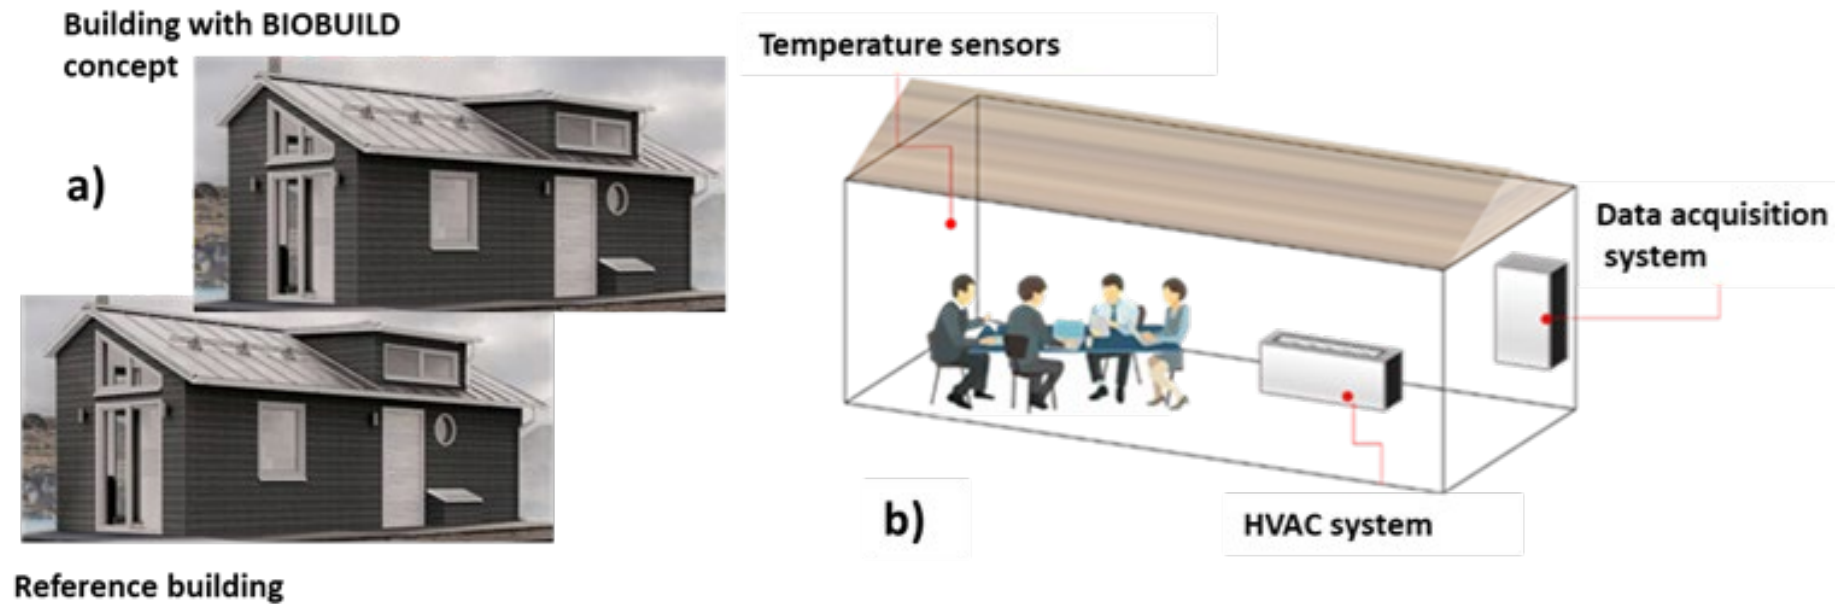 Building with BIOBUILD
concept
a)
Reference building
Temperature sensors
Data acquisition
system
HVAC system
b)